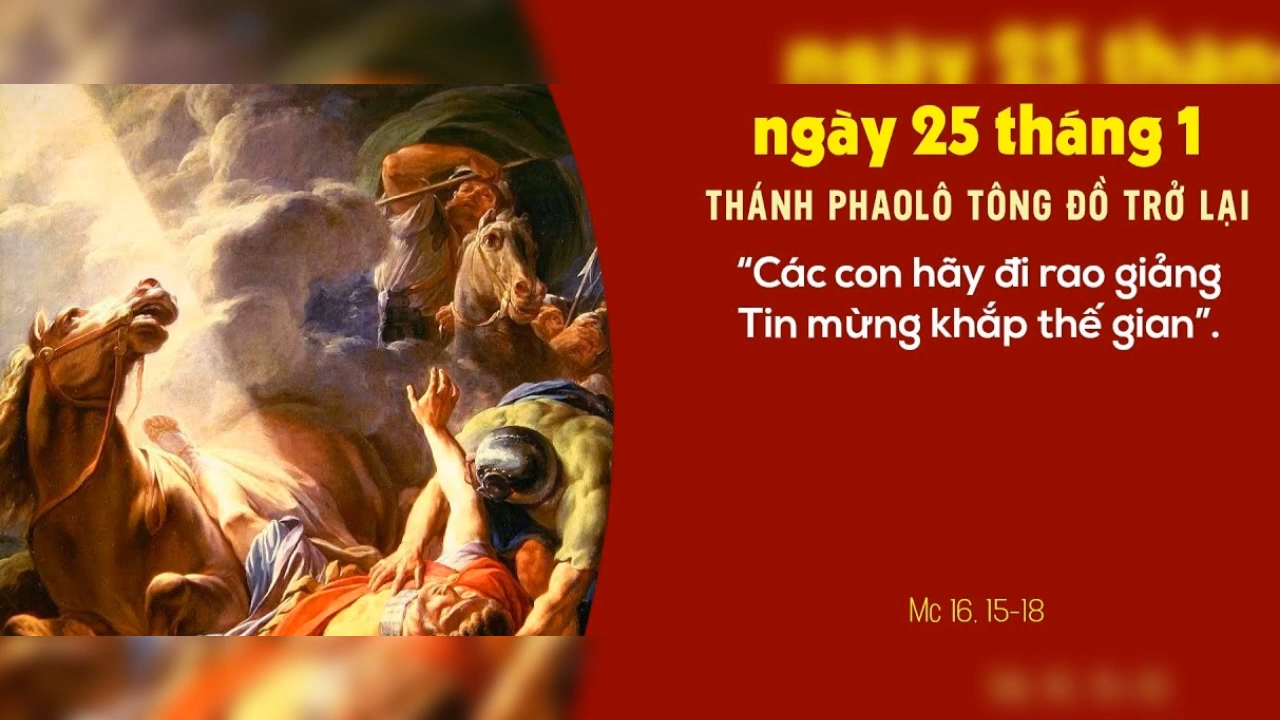 ngày 25 tháng 1
THÁNH PHAOLÔ TÔNG ĐỒ TRỞ LẠI
“Các con hãy đi rao giảng
Tin mừng khắp thế gian”.
Mc 16, 15-18